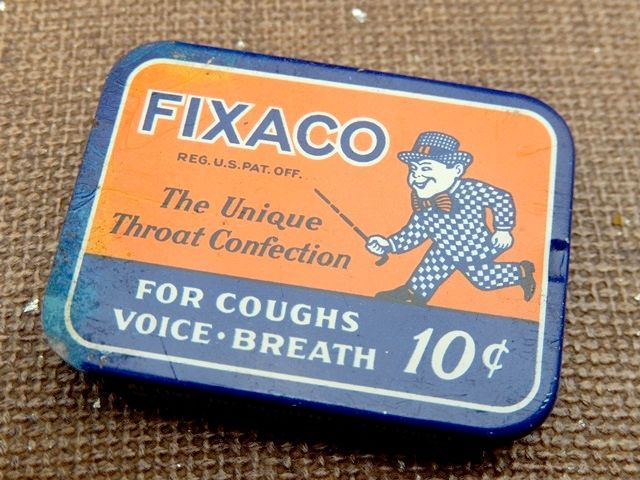 FIXACO
REG. U.S. PAT. OFF.
The Unique
Throat Confection
FOR COUGHS
VOICE · BREATH
10¢